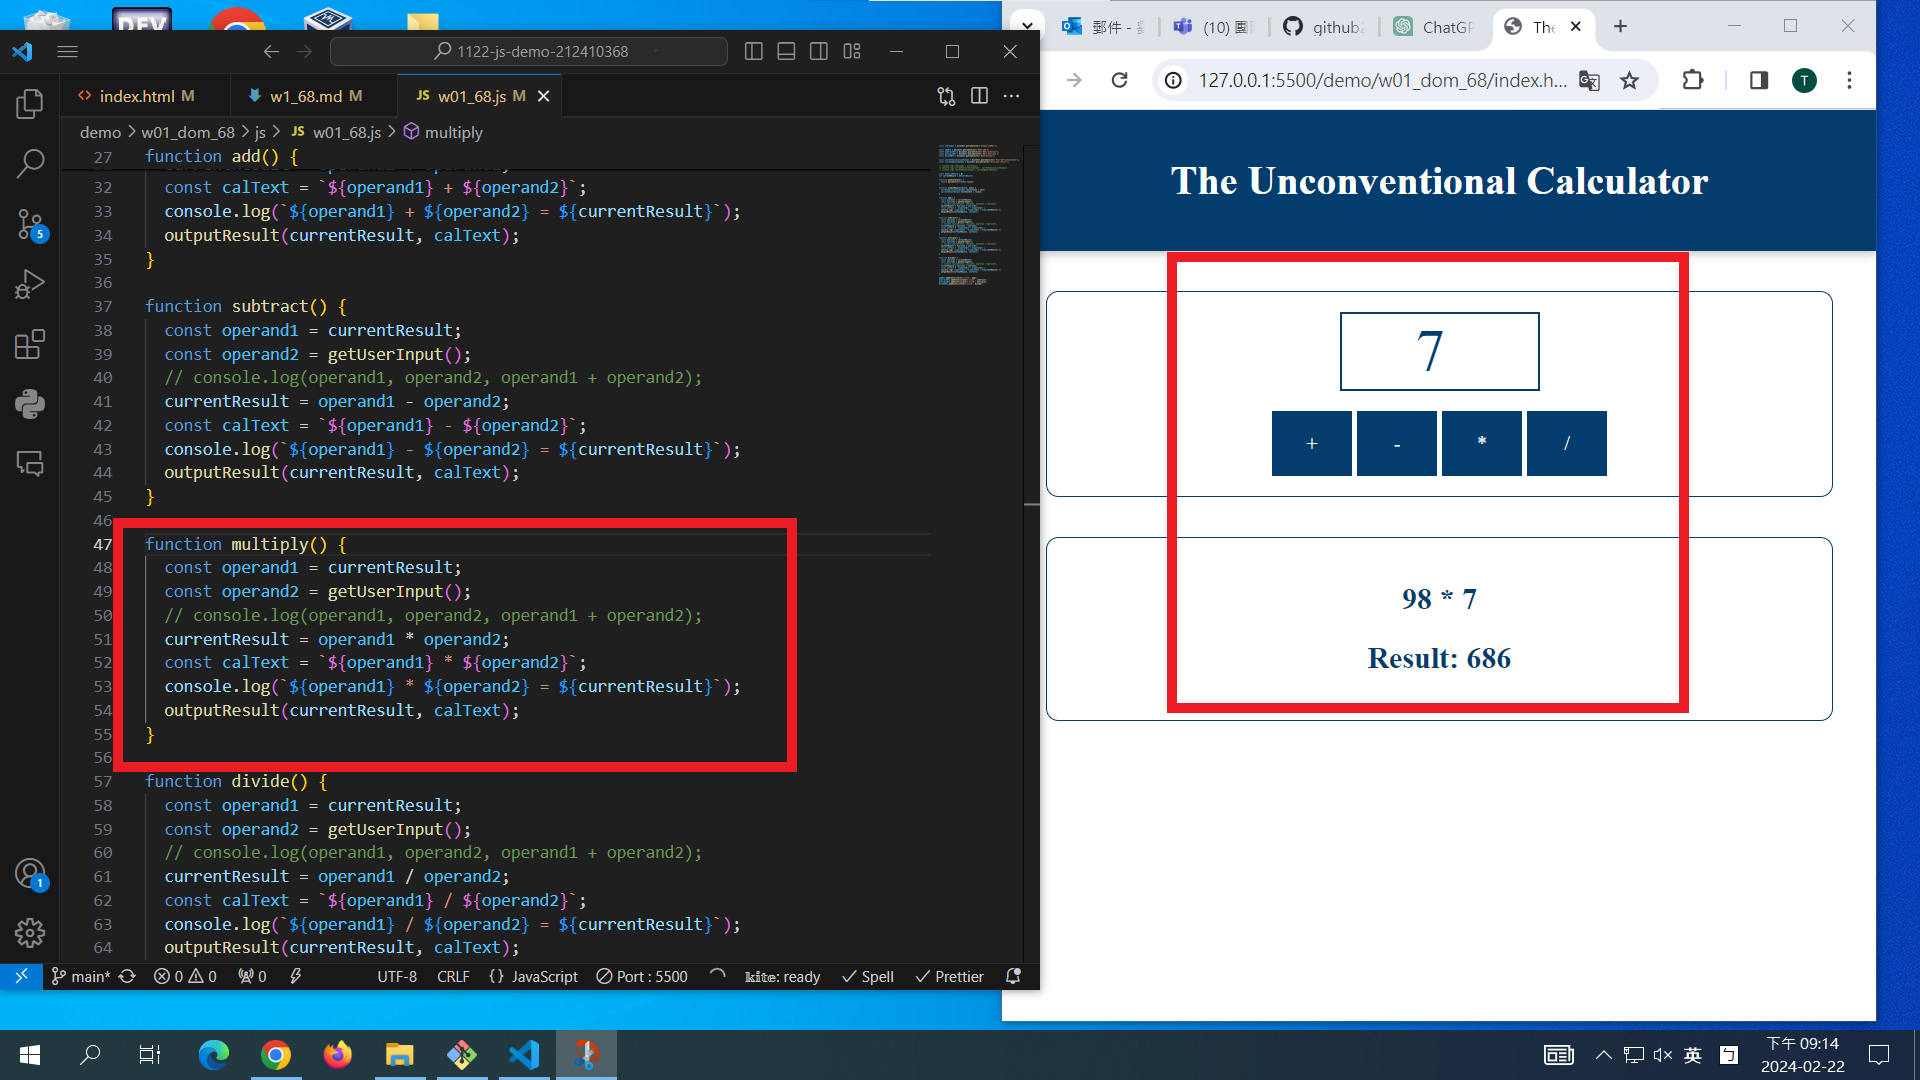 DEV
1122-js-demo-212410368
index.html M
w1_68.md M
JS w01_68.js M
demo > w01_dom_68 > js > JS w01_68.js > multiply
27 function add() {
32 const calText = `${operand1} + ${operand2}`;
33 console.log(`${operand1} + ${operand2} = ${currentResult}`);
34 outputResult(currentResult, calText);
35 }
36
37 function subtract() {
38 const operand1 = currentResult;
39 const operand2 = getUserInput();
40 // console.log(operand1, operand2, operand1 + operand2);
41 currentResult = operand1 - operand2;
42 const calText = `${operand1} - ${operand2}`;
43 console.log(`${operand1} - ${operand2} = ${currentResult}`);
44 outputResult(currentResult, calText);
45 }
46
47 function multiply() {
48 const operand1 = currentResult;
49 const operand2 = getUserInput();
50 // console.log(operand1, operand2, operand1 + operand2);
51 currentResult = operand1 * operand2;
52 const calText = `${operand1} * ${operand2}`;
53 console.log(`${operand1} * ${operand2} = ${currentResult}`);
54 outputResult(currentResult, calText);
55 }
56
57 function divide() {
58 const operand1 = currentResult;
59 const operand2 = getUserInput();
60 // console.log(operand1, operand2, operand1 + operand2);
61 currentResult = operand1 / operand2;
62 const calText = `${operand1} / ${operand2}`;
63 console.log(`${operand1} / ${operand2} = ${currentResult}`);
64 outputResult(currentResult, calText);
5
1
main* 0 0 0 UTF-8 CRLF {} JavaScript Port : 5500 kite: ready Spell Prettier
郵件 -
(10) 團
github
ChatGP
The
127.0.0.1:5500/demo/w01_dom_68/index.h...
T
The Unconventional Calculator
7
+ - * /
98 * 7
Result: 686
英
下午 09:14
2024-02-22